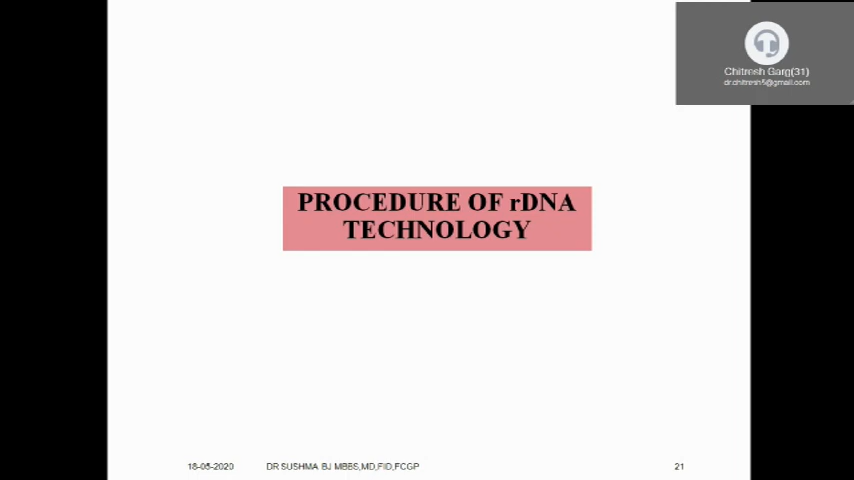 Chitresh Garg(31)
dr.chitresh5@gmail.com
PROCEDURE OF rDNA
TECHNOLOGY
18-05-2020 DR SUSHMA BJ MBBS,MD,FID,FCGP 21